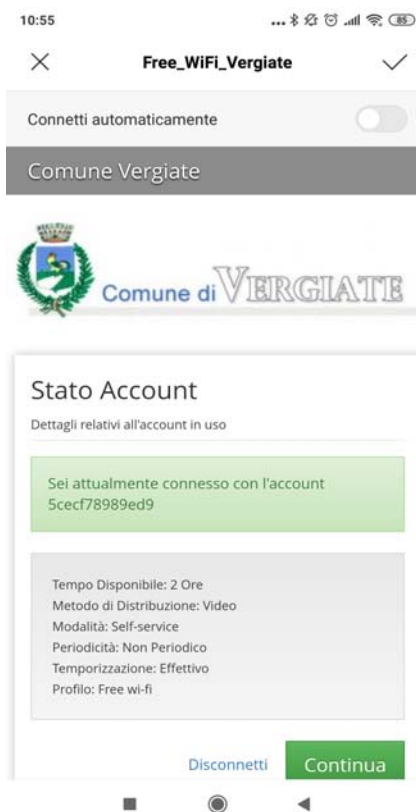 10:55
... 85
Free_WiFi_Vergiate
Connetti automaticamente
Comune Vergiate
Comune di VERGIATE
Stato Account
Dettagli relativi all'account in uso
Sei attualmente connesso con l'account
5cecf78989ed9
Tempo Disponibile: 2 Ore
Metodo di Distribuzione: Video
Modalità: Self-service
Periodicità: Non Periodico
Temporizzazione: Effettivo
Profilo: Free wi-fi
Disconnetti Continua